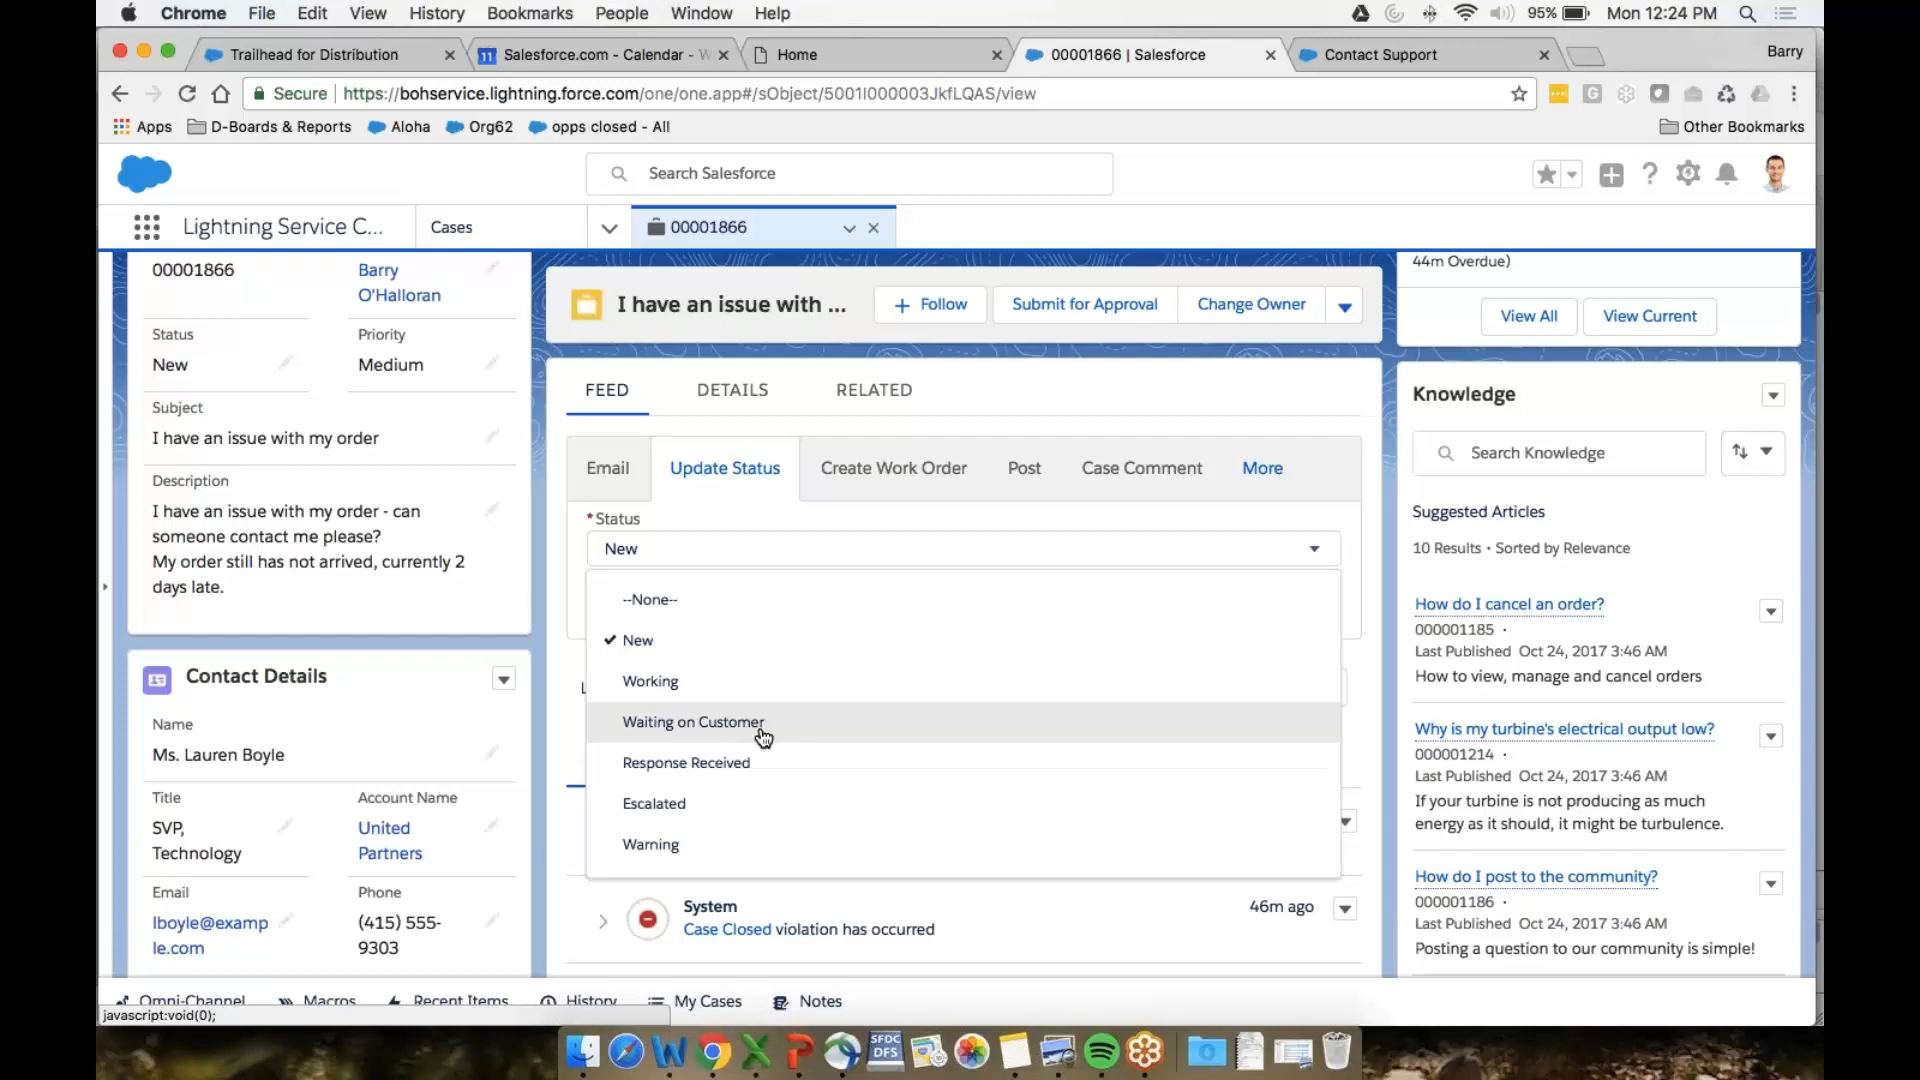 Chrome File Edit View History Bookmarks People Window Help 95% Mon 12:24 PM
Trailhead for Distribution
11 Salesforce.com - Calendar - W
Home
00001866 | Salesforce
Contact Support
Barry
Secure https://bohservice.lightning.force.com/one/one.app#/sObject/5001I000003JkfLQAS/view
Apps D-Boards & Reports Aloha Org62 opps closed - All Other Bookmarks
Search Salesforce
Lightning Service C... Cases 00001866
00001866
Barry
O'Halloran
Status
New
Priority
Medium
Subject
I have an issue with my order
Description
I have an issue with my order - can
someone contact me please?
My order still has not arrived, currently 2
days late.
Contact Details
Name
Ms. Lauren Boyle
Title
SVP,
Technology
Account Name
United
Partners
Email
lboyle@examp
le.com
Phone
(415) 555-
9303
I have an issue with ...
Follow Submit for Approval Change Owner
FEED DETAILS RELATED
Email Update Status Create Work Order Post Case Comment More
*Status
New
--None--
New
Working
Waiting on Customer
Response Received
Escalated
Warning
System
46m ago
Case Closed violation has occurred
44m Overdue)
View All View Current
Knowledge
Search Knowledge
Suggested Articles
10 Results • Sorted by Relevance
How do I cancel an order?
000001185 •
Last Published Oct 24, 2017 3:46 AM
How to view, manage and cancel orders
Why is my turbine's electrical output low?
000001214 •
Last Published Oct 24, 2017 3:46 AM
If your turbine is not producing as much
energy as it should, it might be turbulence.
How do I post to the community?
000001186 •
Last Published Oct 24, 2017 3:46 AM
Posting a question to our community is simple!
Omni-Channel Macros Recent Items History My Cases Notes
javascript:void(0);
SFDC
DFS